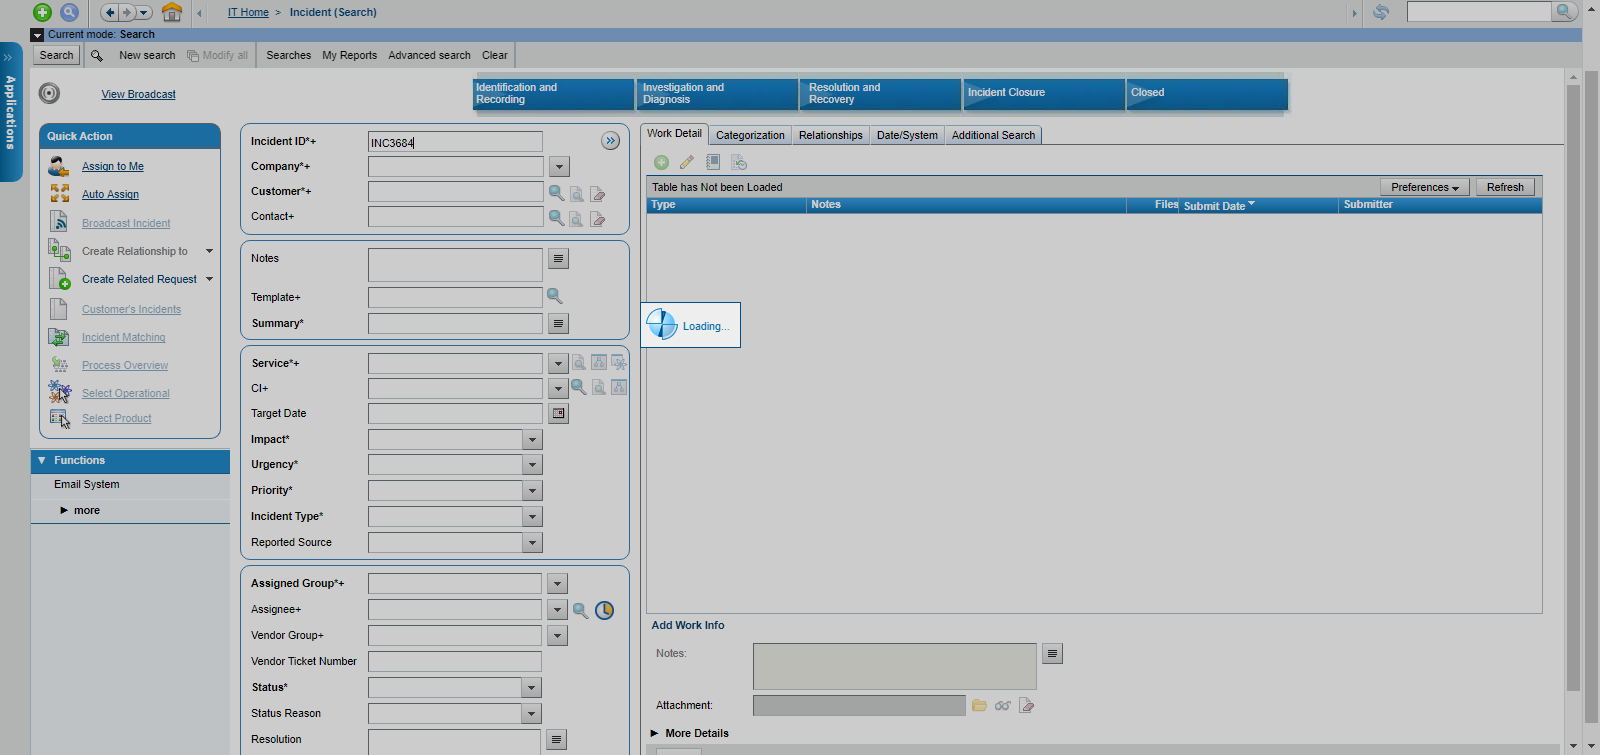 IT Home > Incident (Search)
Current mode: Search
Search New search Modify all Searches My Reports Advanced search Clear
Applications
View Broadcast
Identification and
Recording
Investigation and
Diagnosis
Resolution and
Recovery
Incident Closure
Closed
Quick Action
Assign to Me
Auto Assign
Broadcast Incident
Create Relationship to
Create Related Request
Customer's Incidents
Incident Matching
Process Overview
Select Operational
Select Product
Functions
Email System
more
Incident ID*+ INC3684
Company*+
Customer*+
Contact+
Notes
Template+
Summary*
Service*+
CI+
Target Date
Impact*
Urgency*
Priority*
Incident Type*
Reported Source
Assigned Group*+
Assignee+
Vendor Group+
Vendor Ticket Number
Status*
Status Reason
Resolution
Work Detail Categorization Relationships Date/System Additional Search
Table has Not been Loaded Preferences Refresh
Type Notes Files Submit Date Submitter
Loading...
Add Work Info
Notes:
Attachment:
More Details